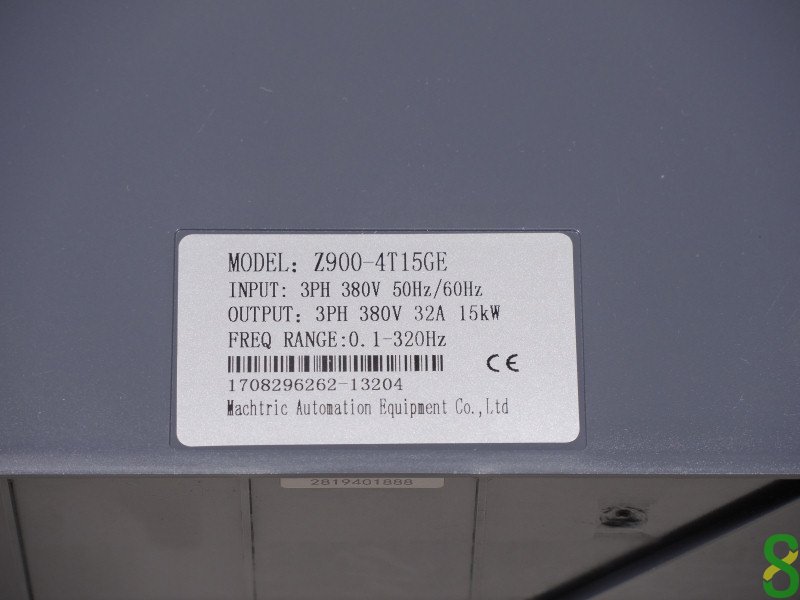 MODEL: Z900-4T15GE
INPUT: 3PH 380V 50Hz/60Hz
OUTPUT: 3PH 380V 32A 15kW
FREQ RANGE:0.1-320Hz
CE
1708296262-13204
Machtric Automation Equipment Co.,Ltd
2819401888
8